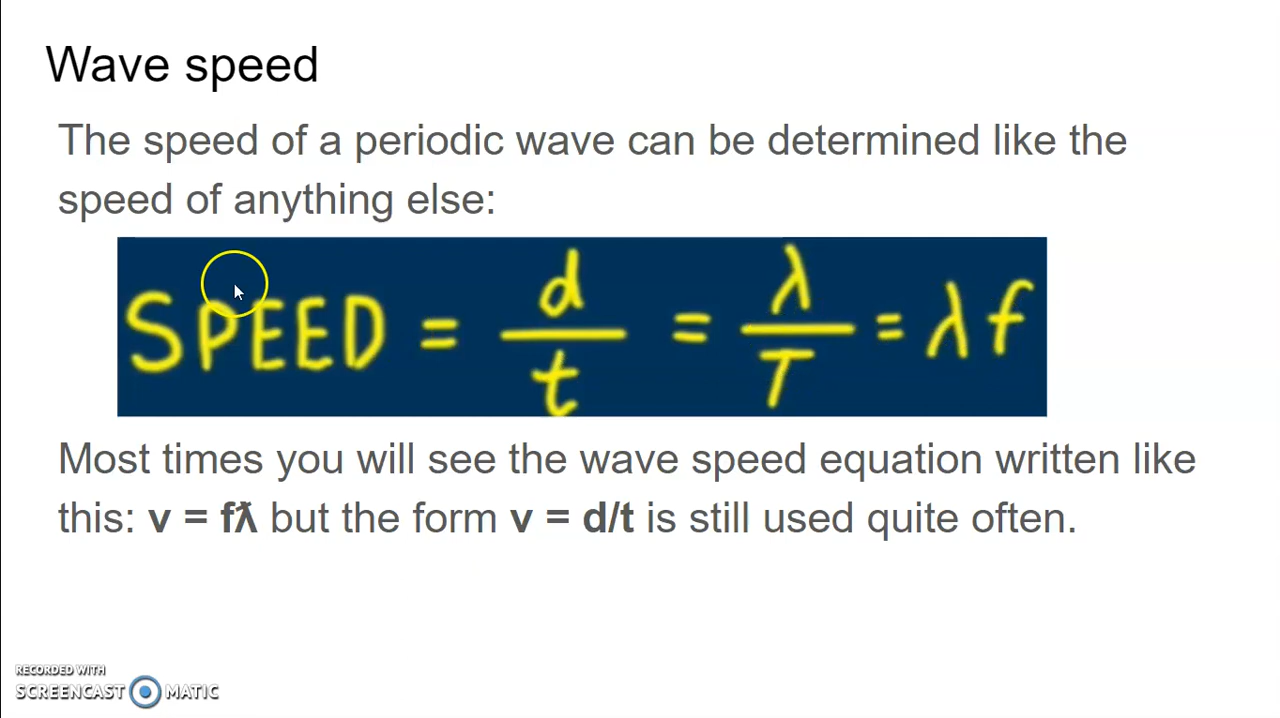 Wave speed
The speed of a periodic wave can be determined like the
speed of anything else:
SPEED = d/t = λ/T = λf
Most times you will see the wave speed equation written like
this: v = fƛ but the form v = d/t is still used quite often.
RECORDED WITH
SCREENCAST MATIC